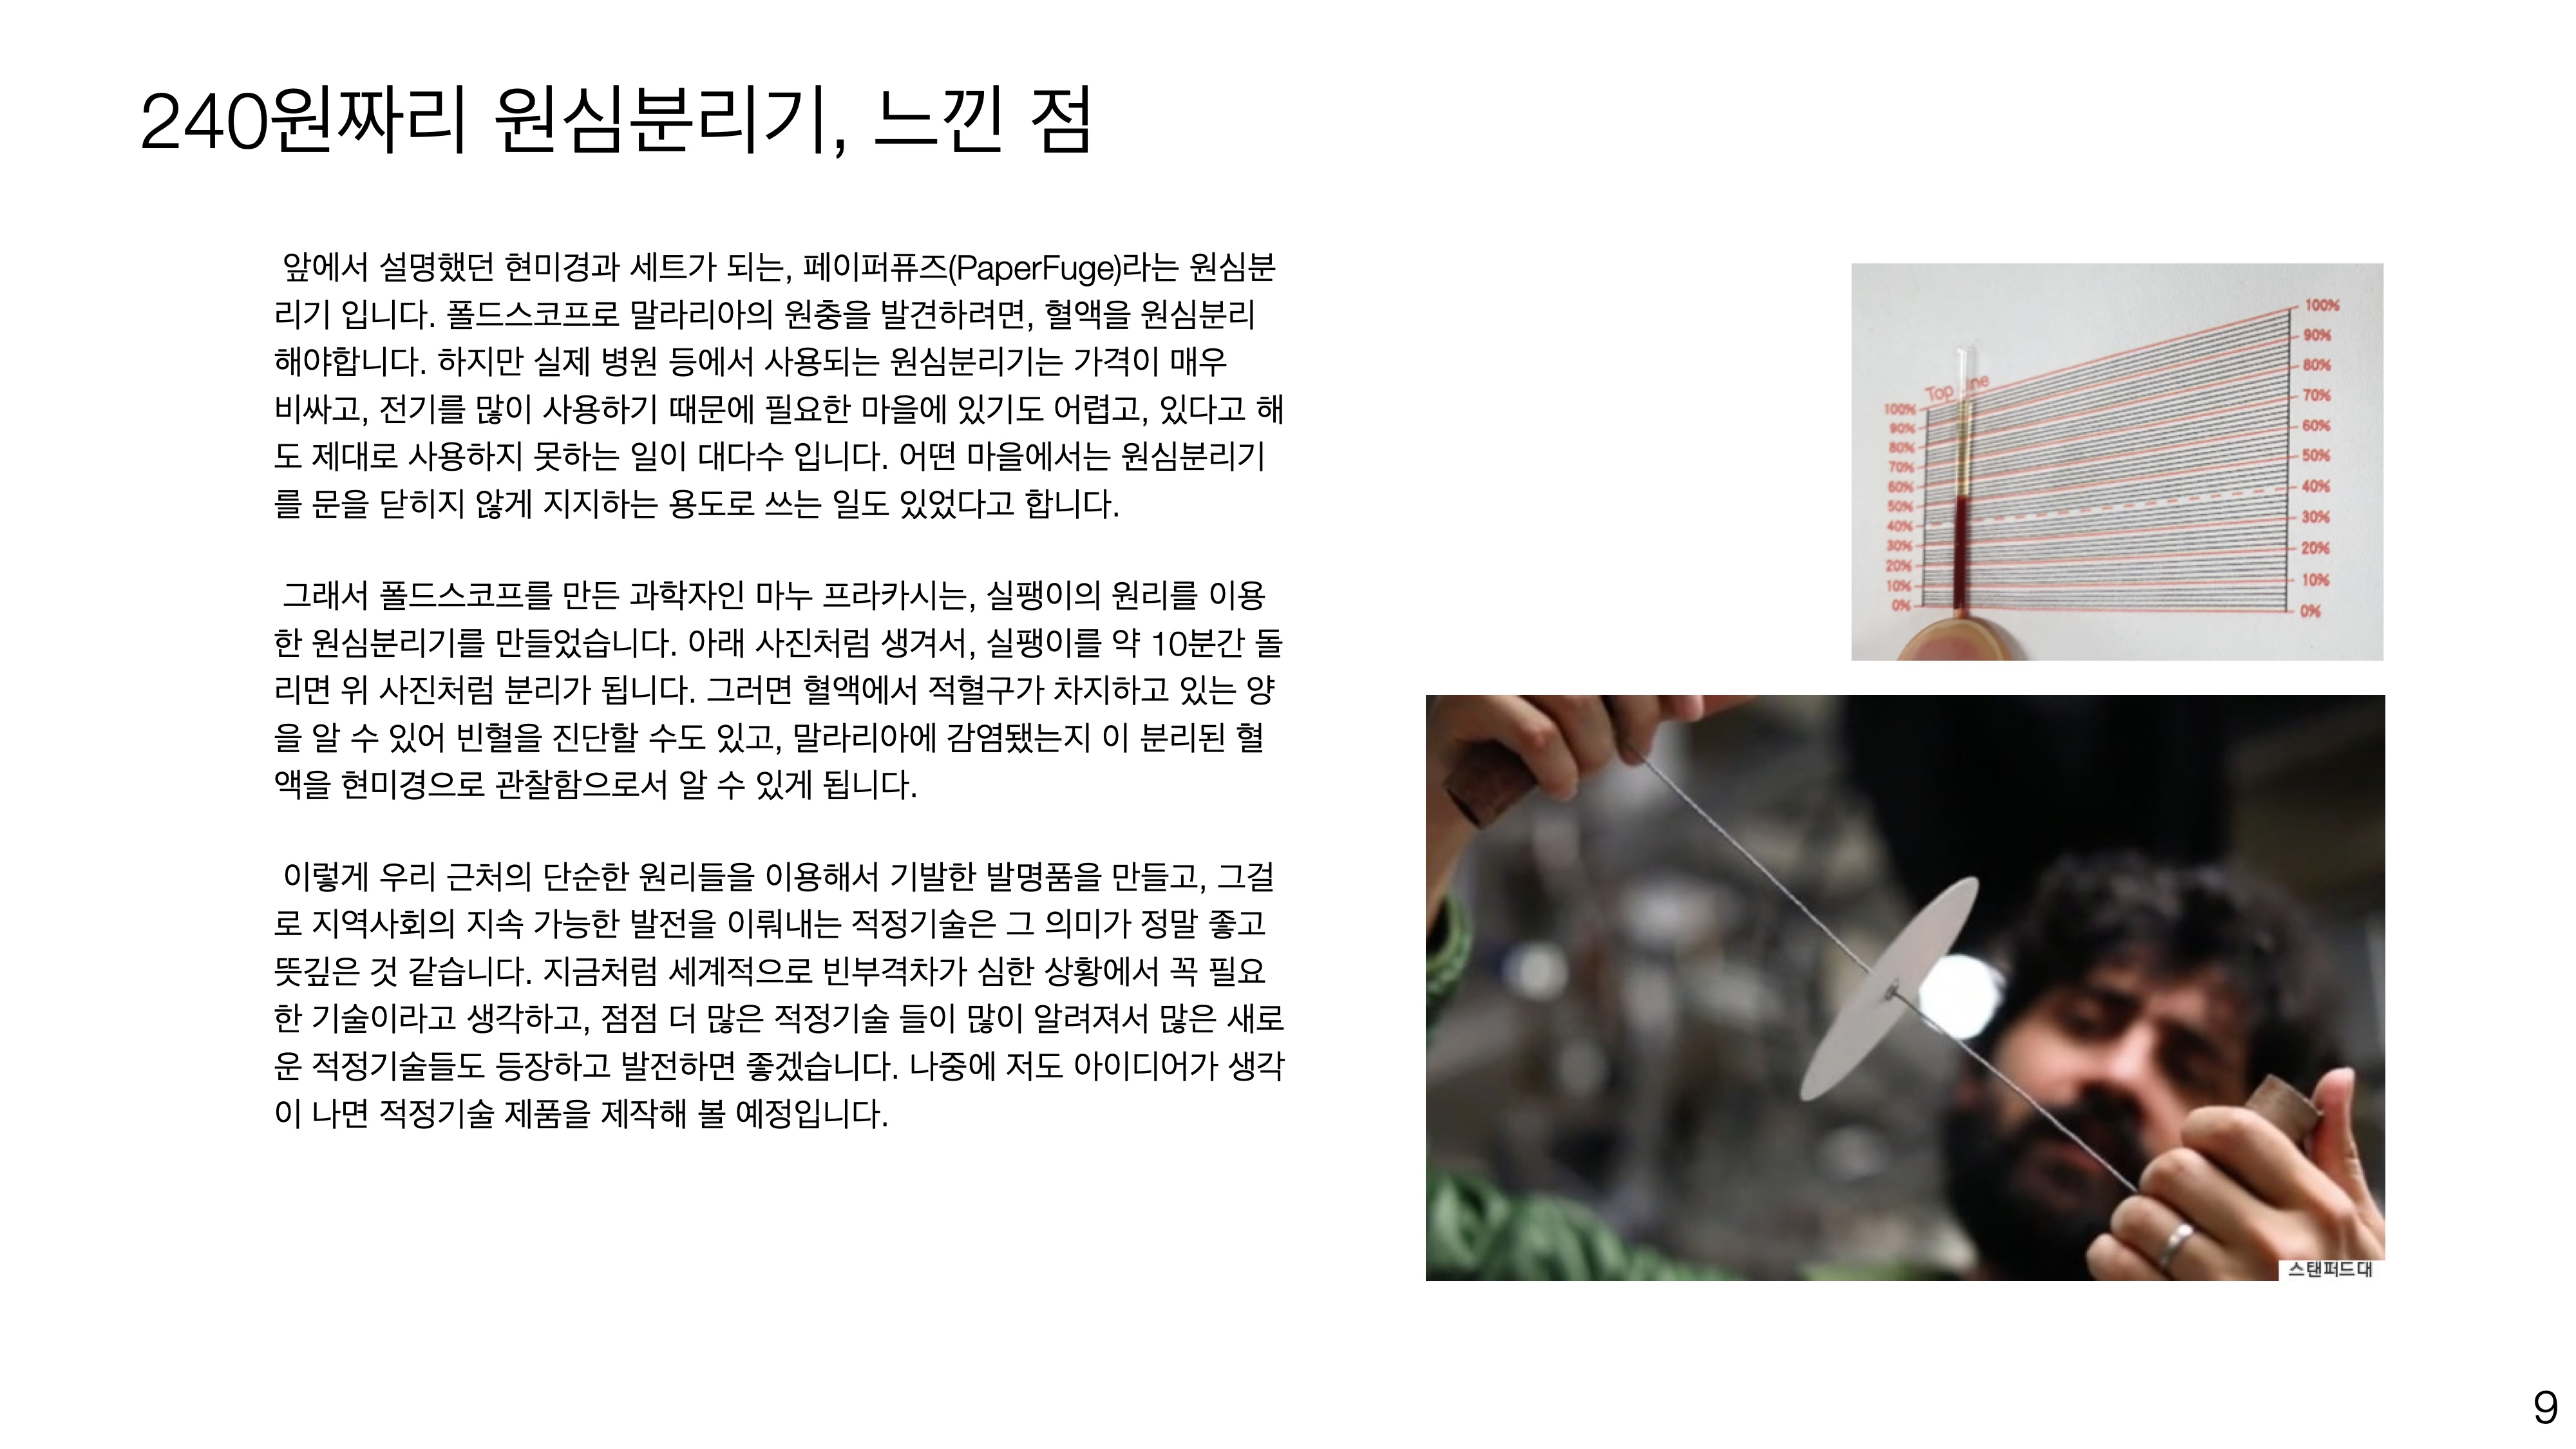 240원짜리 원심분리기, 느낀 점
앞에서 설명했던 현미경과 세트가 되는, 페이퍼퓨즈(PaperFuge)라는 원심분
리기 입니다. 폴드스코프로 말라리아의 원충을 발견하려면, 혈액을 원심분리
해야합니다. 하지만 실제 병원 등에서 사용되는 원심분리기는 가격이 매우
비싸고, 전기를 많이 사용하기 때문에 필요한 마을에 있기도 어렵고, 있다고 해
도 제대로 사용하지 못하는 일이 대다수 입니다. 어떤 마을에서는 원심분리기
를 문을 닫히지 않게 지지하는 용도로 쓰는 일도 있었다고 합니다.
그래서 폴드스코프를 만든 과학자인 마누 프라카시는, 실팽이의 원리를 이용
한 원심분리기를 만들었습니다. 아래 사진처럼 생겨서, 실팽이를 약 10분간 돌
리면 위 사진처럼 분리가 됩니다. 그러면 혈액에서 적혈구가 차지하고 있는 양
을 알 수 있어 빈혈을 진단할 수도 있고, 말라리아에 감염됐는지 이 분리된 혈
액을 현미경으로 관찰함으로서 알 수 있게 됩니다.
이렇게 우리 근처의 단순한 원리들을 이용해서 기발한 발명품을 만들고, 그걸
로 지역사회의 지속 가능한 발전을 이뤄내는 적정기술은 그 의미가 정말 좋고
뜻깊은 것 같습니다. 지금처럼 세계적으로 빈부격차가 심한 상황에서 꼭 필요
한 기술이라고 생각하고, 점점 더 많은 적정기술 들이 많이 알려져서 많은 새로
운 적정기술들도 등장하고 발전하면 좋겠습니다. 나중에 저도 아이디어가 생각
이 나면 적정기술 제품을 제작해 볼 예정입니다.
Top
100%
90%
80%
70%
60%
50%
40%
30%
20%
10%
0%
100%
90%
80%
70%
60%
50%
40%
30%
20%
10%
0%
스탠퍼드대
9